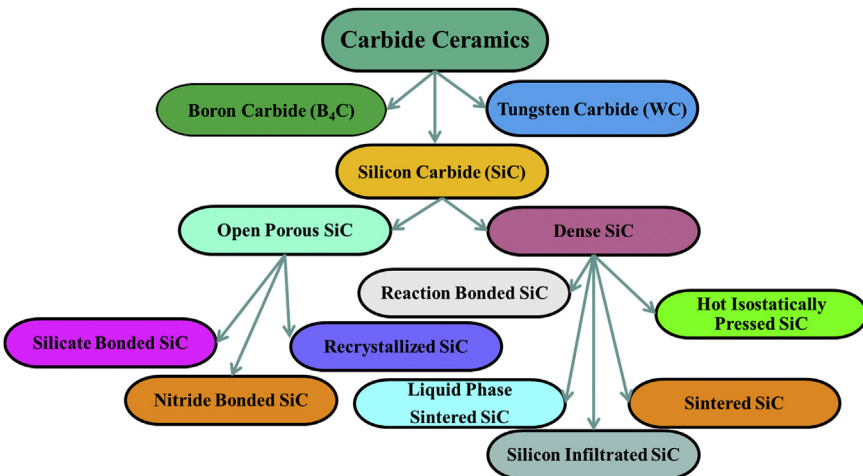 Carbide Ceramics
Boron Carbide (B₄C)
Tungsten Carbide (WC)
Silicon Carbide (SiC)
Open Porous SiC
Dense SiC
Reaction Bonded SiC
Hot Isostatically
Pressed SiC
Silicate Bonded SiC
Recrystallized SiC
Nitride Bonded SiC
Liquid Phase
Sintered SiC
Sintered SiC
Silicon Infiltrated SiC